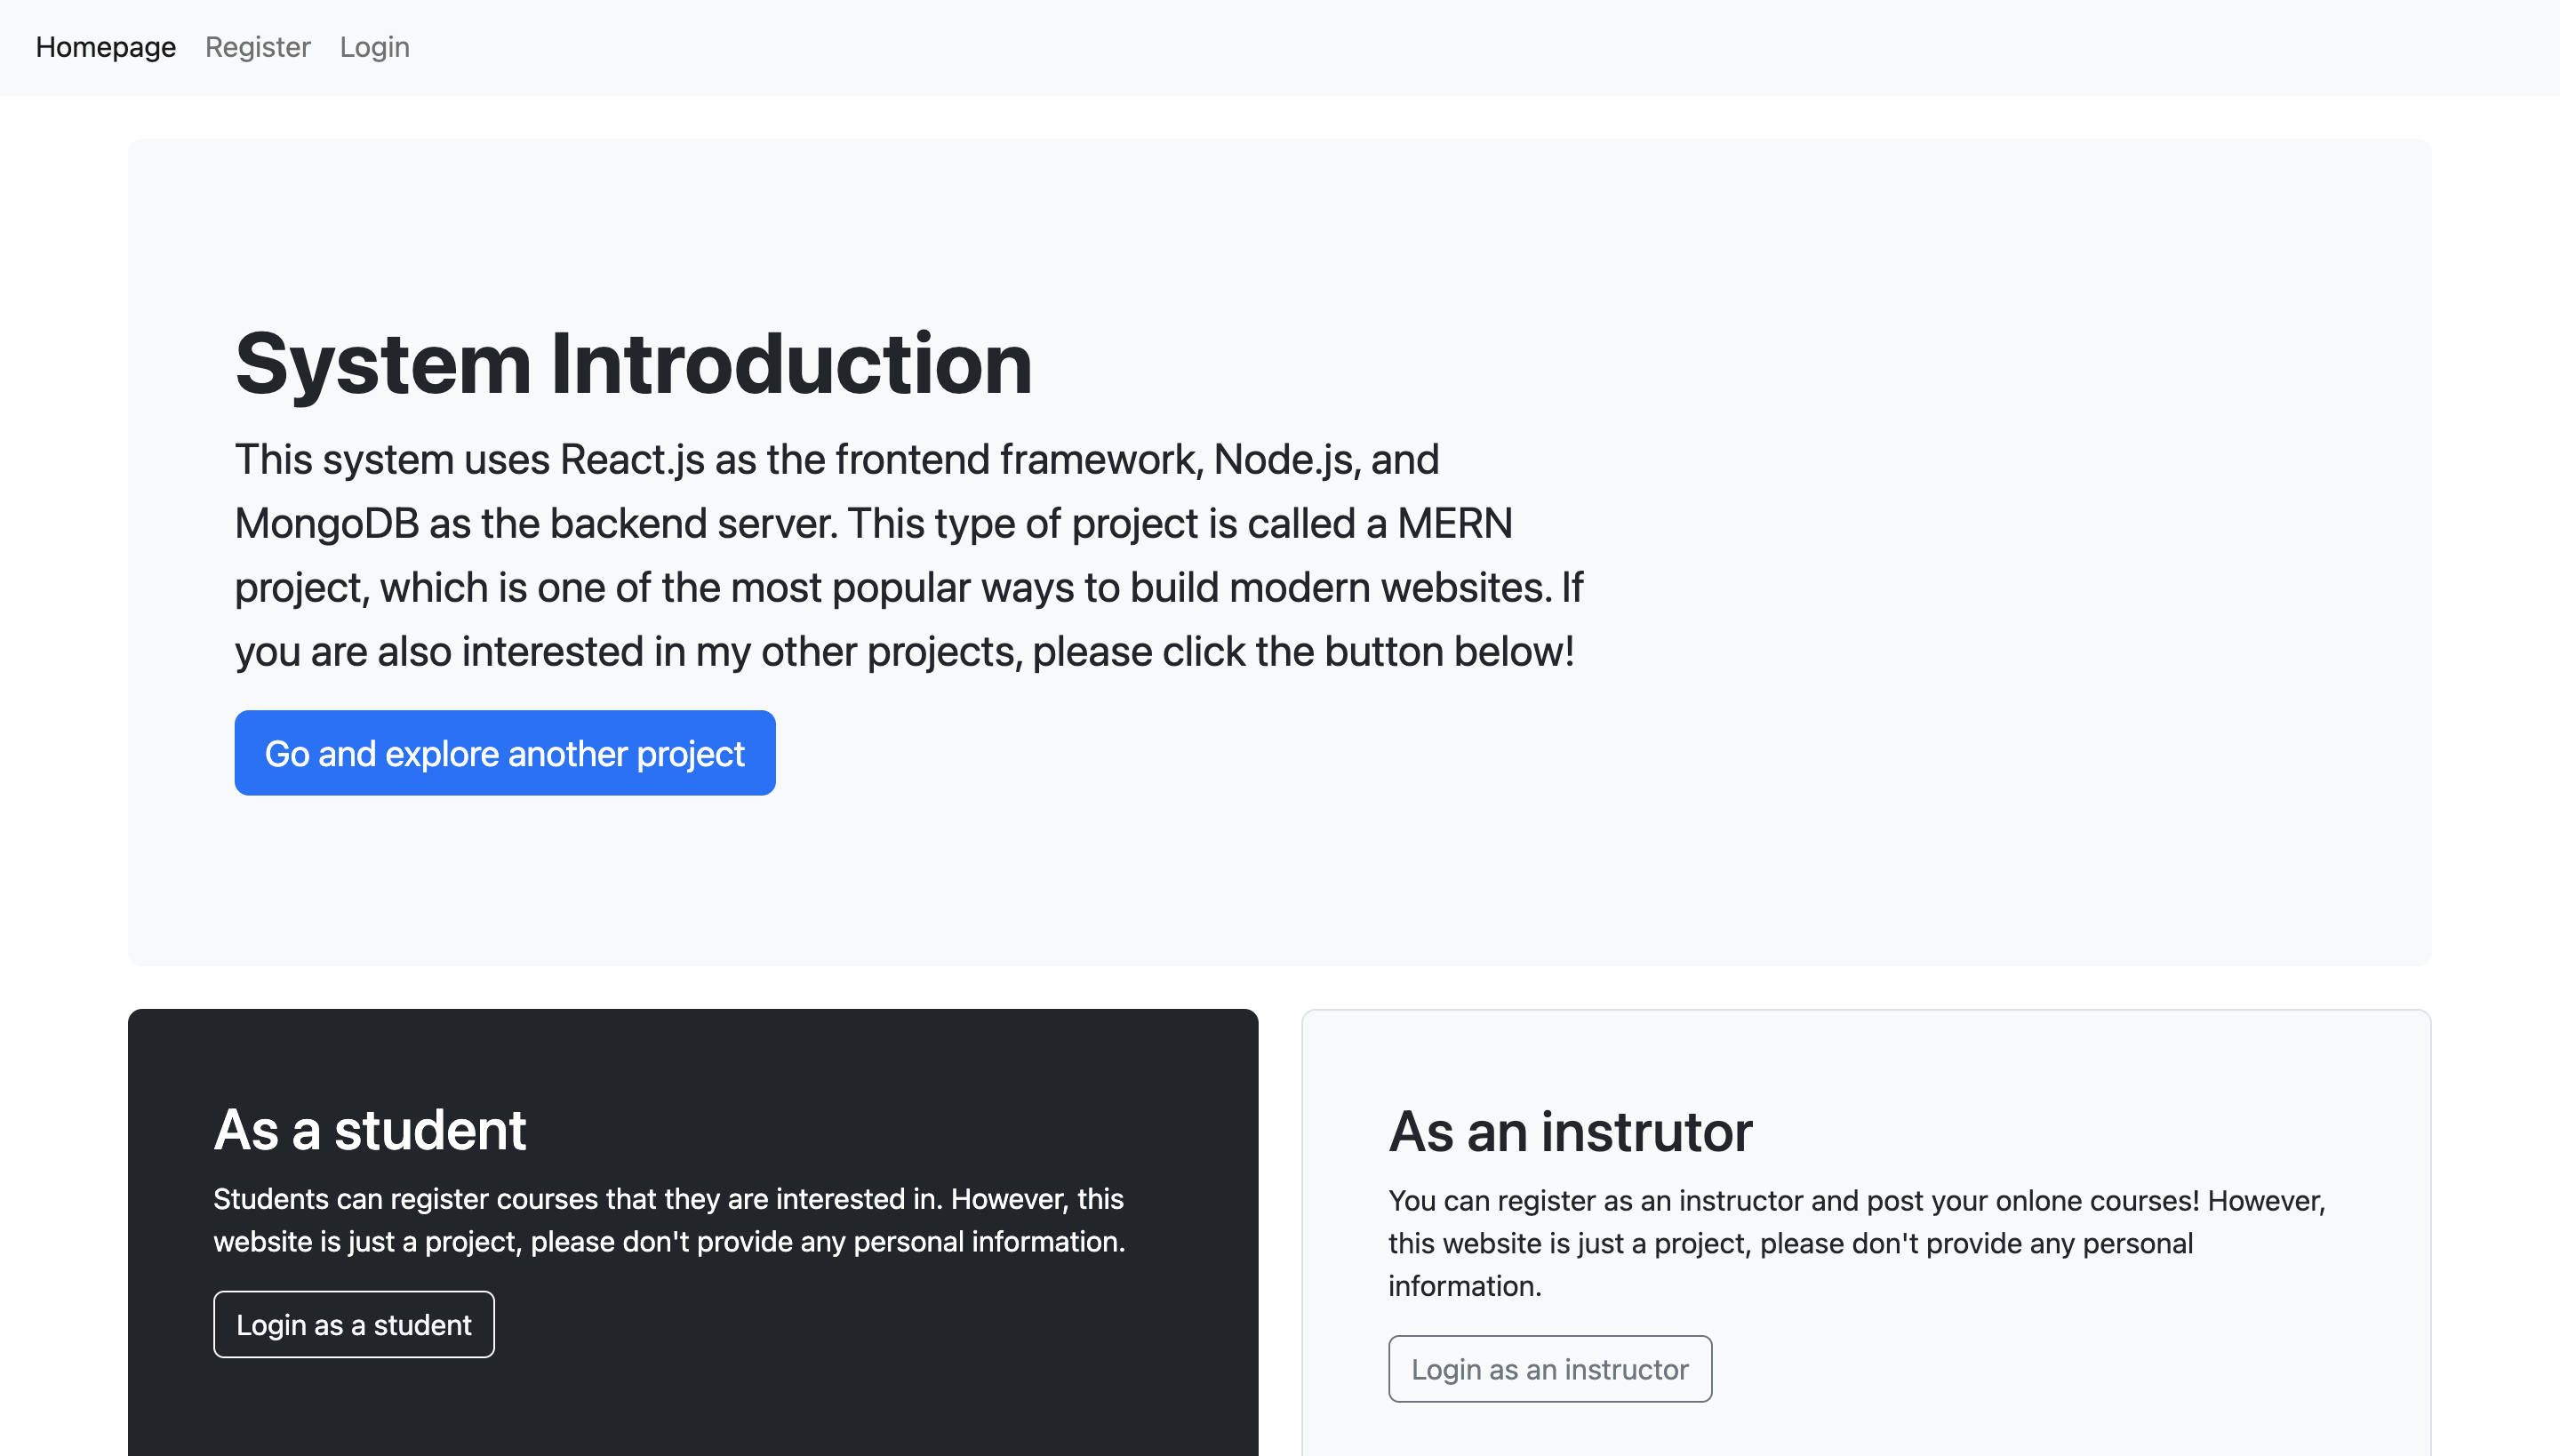 Homepage Register Login
System Introduction
This system uses React.js as the frontend framework, Node.js, and
MongoDB as the backend server. This type of project is called a MERN
project, which is one of the most popular ways to build modern websites. If
you are also interested in my other projects, please click the button below!
Go and explore another project
As a student
Students can register courses that they are interested in. However, this
website is just a project, please don't provide any personal information.
Login as a student
As an instrutor
You can register as an instructor and post your onlone courses! However,
this website is just a project, please don't provide any personal
information.
Login as an instructor